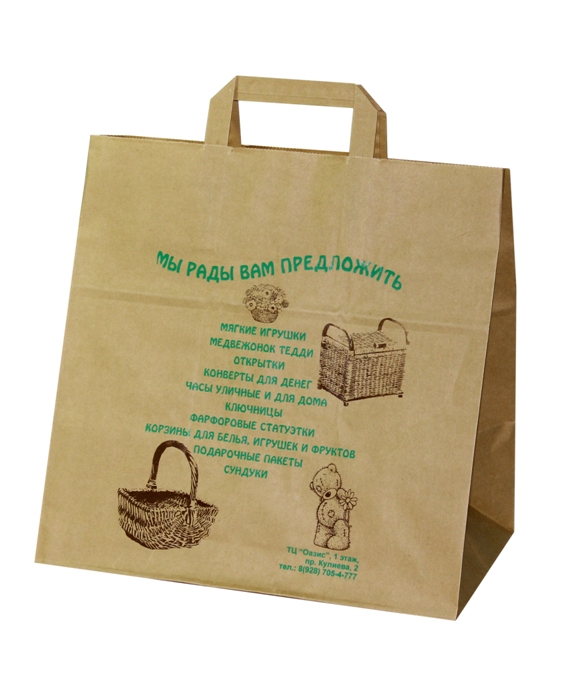 МЫ РАДЫ ВАМ ПРЕДЛОЖИТЬ
МЯГКИЕ ИГРУШКИ
МЕДВЕЖОНОК ТЕДДИ
ОТКРЫТКИ
КОНВЕРТЫ ДЛЯ ДЕНЕГ
ЧАСЫ УЛИЧНЫЕ И ДЛЯ ДОМА
КЛЮЧНИЦЫ
ФАРФОРОВЫЕ СТАТУЭТКИ
КОРЗИНЫ ДЛЯ БЕЛЬЯ, ИГРУШЕК И ФРУКТОВ
ПОДАРОЧНЫЕ ПАКЕТЫ
СУНДУКИ
ТЦ "Оазис", 1 этаж,
пр. Кулиева, 2
тел.: 8(928) 705-4-777